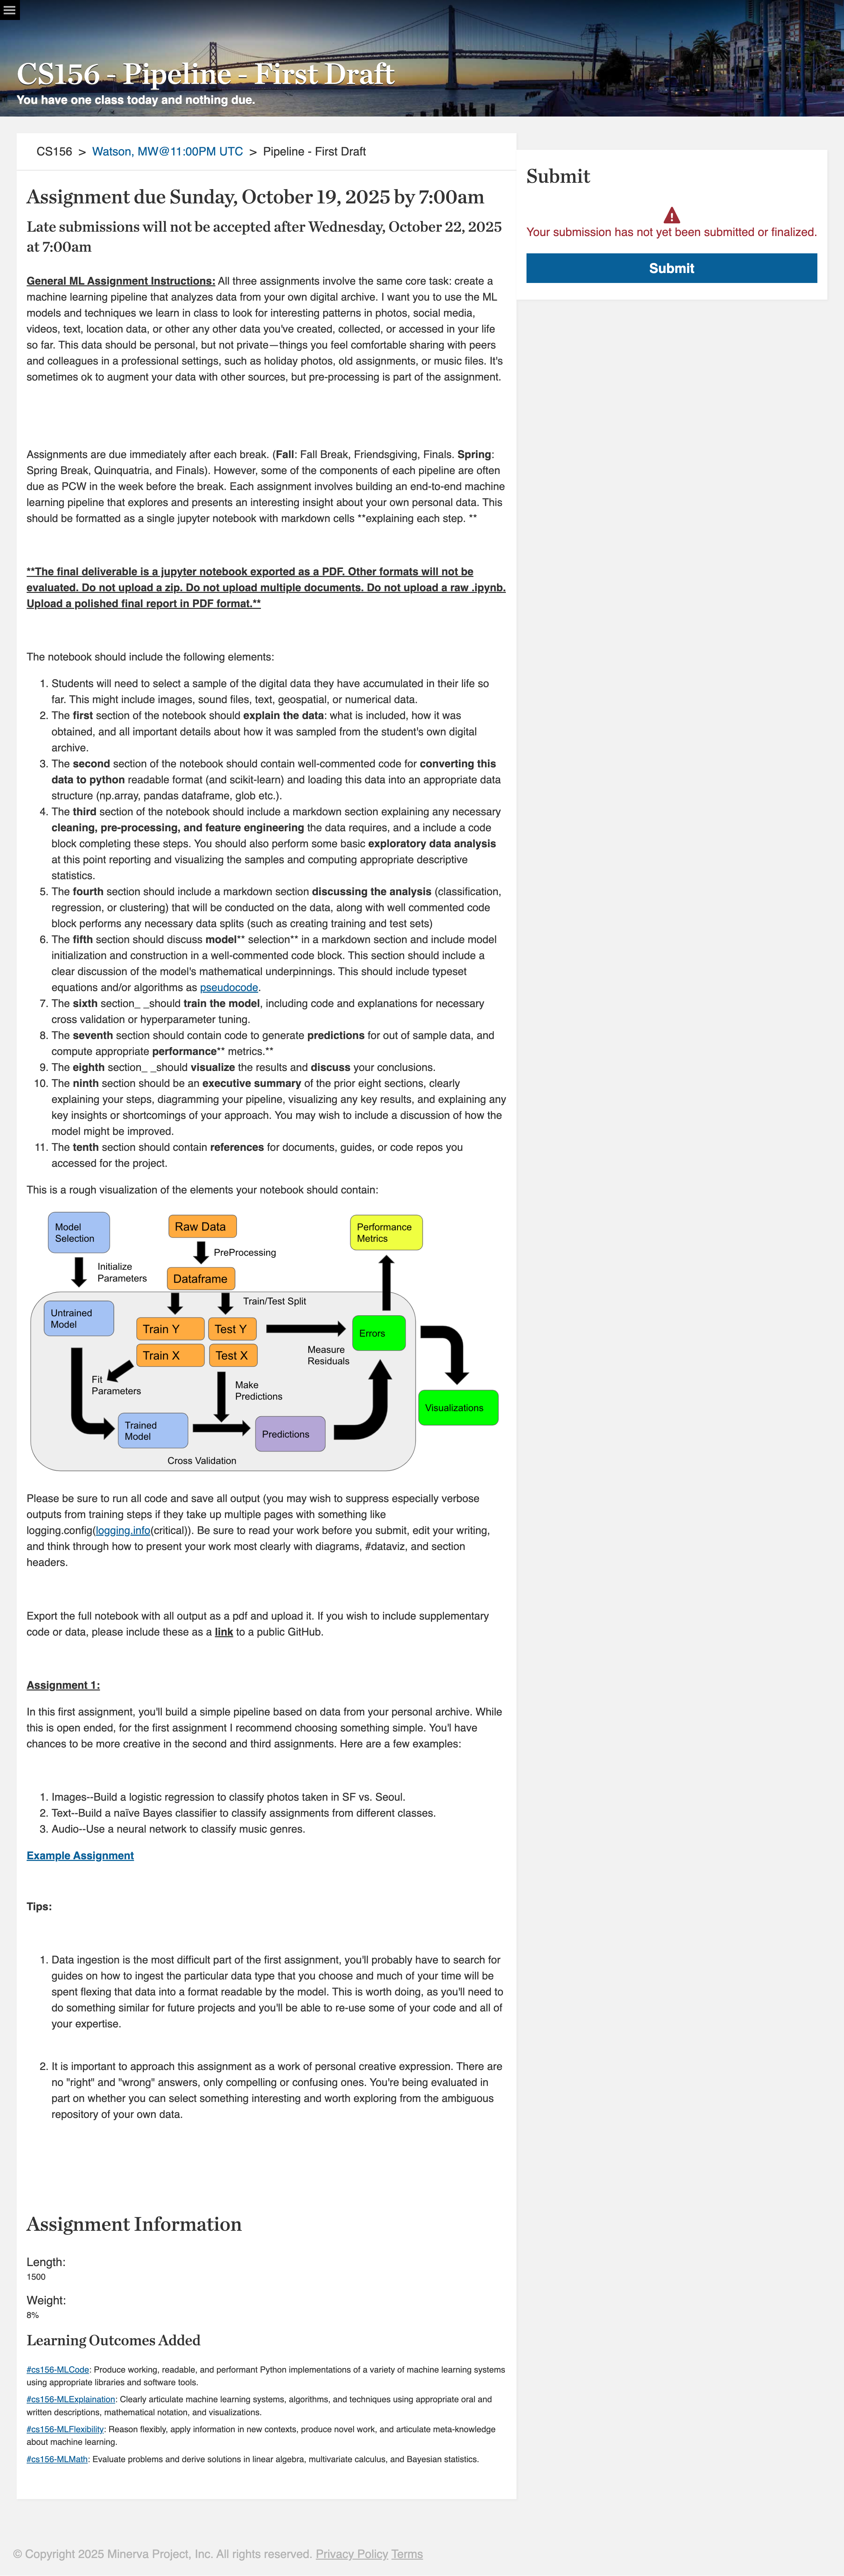 CS156 - Pipeline - First Draft
You have one class today and nothing due.
CS156 > Watson, MW@11:00PM UTC > Pipeline - First Draft
Assignment due Sunday, October 19, 2025 by 7:00am
Late submissions will not be accepted after Wednesday, October 22, 2025
at 7:00am
General ML Assignment Instructions: All three assignments involve the same core task: create a
machine learning pipeline that analyzes data from your own digital archive. I want you to use the ML
models and techniques we learn in class to look for interesting patterns in photos, social media,
videos, text, location data, or other any other data you've created, collected, or accessed in your life
so far. This data should be personal, but not private—things you feel comfortable sharing with peers
and colleagues in a professional settings, such as holiday photos, old assignments, or music files. It's
sometimes ok to augment your data with other sources, but pre-processing is part of the assignment.
Assignments are due immediately after each break. (Fall: Fall Break, Friendsgiving, Finals. Spring:
Spring Break, Quinquatria, and Finals). However, some of the components of each pipeline are often
due as PCW in the week before the break. Each assignment involves building an end-to-end machine
learning pipeline that explores and presents an interesting insight about your own personal data. This
should be formatted as a single jupyter notebook with markdown cells **explaining each step. **
**The final deliverable is a jupyter notebook exported as a PDF. Other formats will not be
evaluated. Do not upload a zip. Do not upload multiple documents. Do not upload a raw .ipynb.
Upload a polished final report in PDF format.**
The notebook should include the following elements:
1. Students will need to select a sample of the digital data they have accumulated in their life so
far. This might include images, sound files, text, geospatial, or numerical data.
2. The first section of the notebook should explain the data: what is included, how it was
obtained, and all important details about how it was sampled from the student's own digital
archive.
3. The second section of the notebook should contain well-commented code for converting this
data to python readable format (and scikit-learn) and loading this data into an appropriate data
structure (np.array, pandas dataframe, glob etc.).
4. The third section of the notebook should include a markdown section explaining any necessary
cleaning, pre-processing, and feature engineering the data requires, and a include a code
block completing these steps. You should also perform some basic exploratory data analysis
at this point reporting and visualizing the samples and computing appropriate descriptive
statistics.
5. The fourth section should include a markdown section discussing the analysis (classification,
regression, or clustering) that will be conducted on the data, along with well commented code
block performs any necessary data splits (such as creating training and test sets)
6. The fifth section should discuss model** selection** in a markdown section and include model
initialization and construction in a well-commented code block. This section should include a
clear discussion of the model's mathematical underpinnings. This should include typeset
equations and/or algorithms as pseudocode.
7. The sixth section_ _should train the model, including code and explanations for necessary
cross validation or hyperparameter tuning.
8. The seventh section should contain code to generate predictions for out of sample data, and
compute appropriate performance** metrics.**
9. The eighth section_ _should visualize the results and discuss your conclusions.
10. The ninth section should be an executive summary of the prior eight sections, clearly
explaining your steps, diagramming your pipeline, visualizing any key results, and explaining any
key insights or shortcomings of your approach. You may wish to include a discussion of how the
model might be improved.
11. The tenth section should contain references for documents, guides, or code repos you
accessed for the project.
This is a rough visualization of the elements your notebook should contain:
Model
Selection
Raw Data
Performance
Metrics
PreProcessing
Initialize
Parameters
Dataframe
Train/Test Split
Untrained
Model
Train Y
Test Y
Errors
Train X
Test X
Measure
Residuals
Fit
Parameters
Make
Predictions
Visualizations
Trained
Model
Predictions
Cross Validation
Please be sure to run all code and save all output (you may wish to suppress especially verbose
outputs from training steps if they take up multiple pages with something like
logging.config(logging.info(critical)). Be sure to read your work before you submit, edit your writing,
and think through how to present your work most clearly with diagrams, #dataviz, and section
headers.
Export the full notebook with all output as a pdf and upload it. If you wish to include supplementary
code or data, please include these as a link to a public GitHub.
Assignment 1:
In this first assignment, you'll build a simple pipeline based on data from your personal archive. While
this is open ended, for the first assignment I recommend choosing something simple. You'l have
chances to be more creative in the second and third assignments. Here are a few examples:
1. Images--Build a logistic regression to classify photos taken in SF vs. Seoul.
2. Text--Build a naïve Bayes classifier to classify assignments from different classes.
3. Audio--Use a neural network to classify music genres.
Example Assignment
Tips:
1. Data ingestion is the most difficult part of the first assignment, you'll probably have to search for
guides on how to ingest the particular data type that you choose and much of your time will be
spent flexing that data into a format readable by the model. This is worth doing, as you'll need to
do something similar for future projects and you'll be able to re-use some of your code and all of
your expertise.
2. It is important to approach this assignment as a work of personal creative expression. There are
no "right" and "wrong" answers, only compelling or confusing ones. You're being evaluated in
part on whether you can select something interesting and worth exploring from the ambiguous
repository of your own data.
Assignment Information
Length:
1500
Weight:
8%
Learning Outcomes Added
#cs156-MLCode: Produce working, readable, and performant Python implementations of a variety of machine learning systems
using appropriate libraries and software tools.
#cs156-MLExplaination: Clearly articulate machine learning systems, algorithms, and techniques using appropriate oral and
written descriptions, mathematical notation, and visualizations.
#cs156-MLFlexibility: Reason flexibly, apply information in new contexts, produce novel work, and articulate meta-knowledge
about machine learning.
#cs156-MLMath: Evaluate problems and derive solutions in linear algebra, multivariate calculus, and Bayesian statistics.
Submit
Your submission has not yet been submitted or finalized.
Submit
© Copyright 2025 Minerva Project, Inc. All rights reserved. Privacy Policy Terms